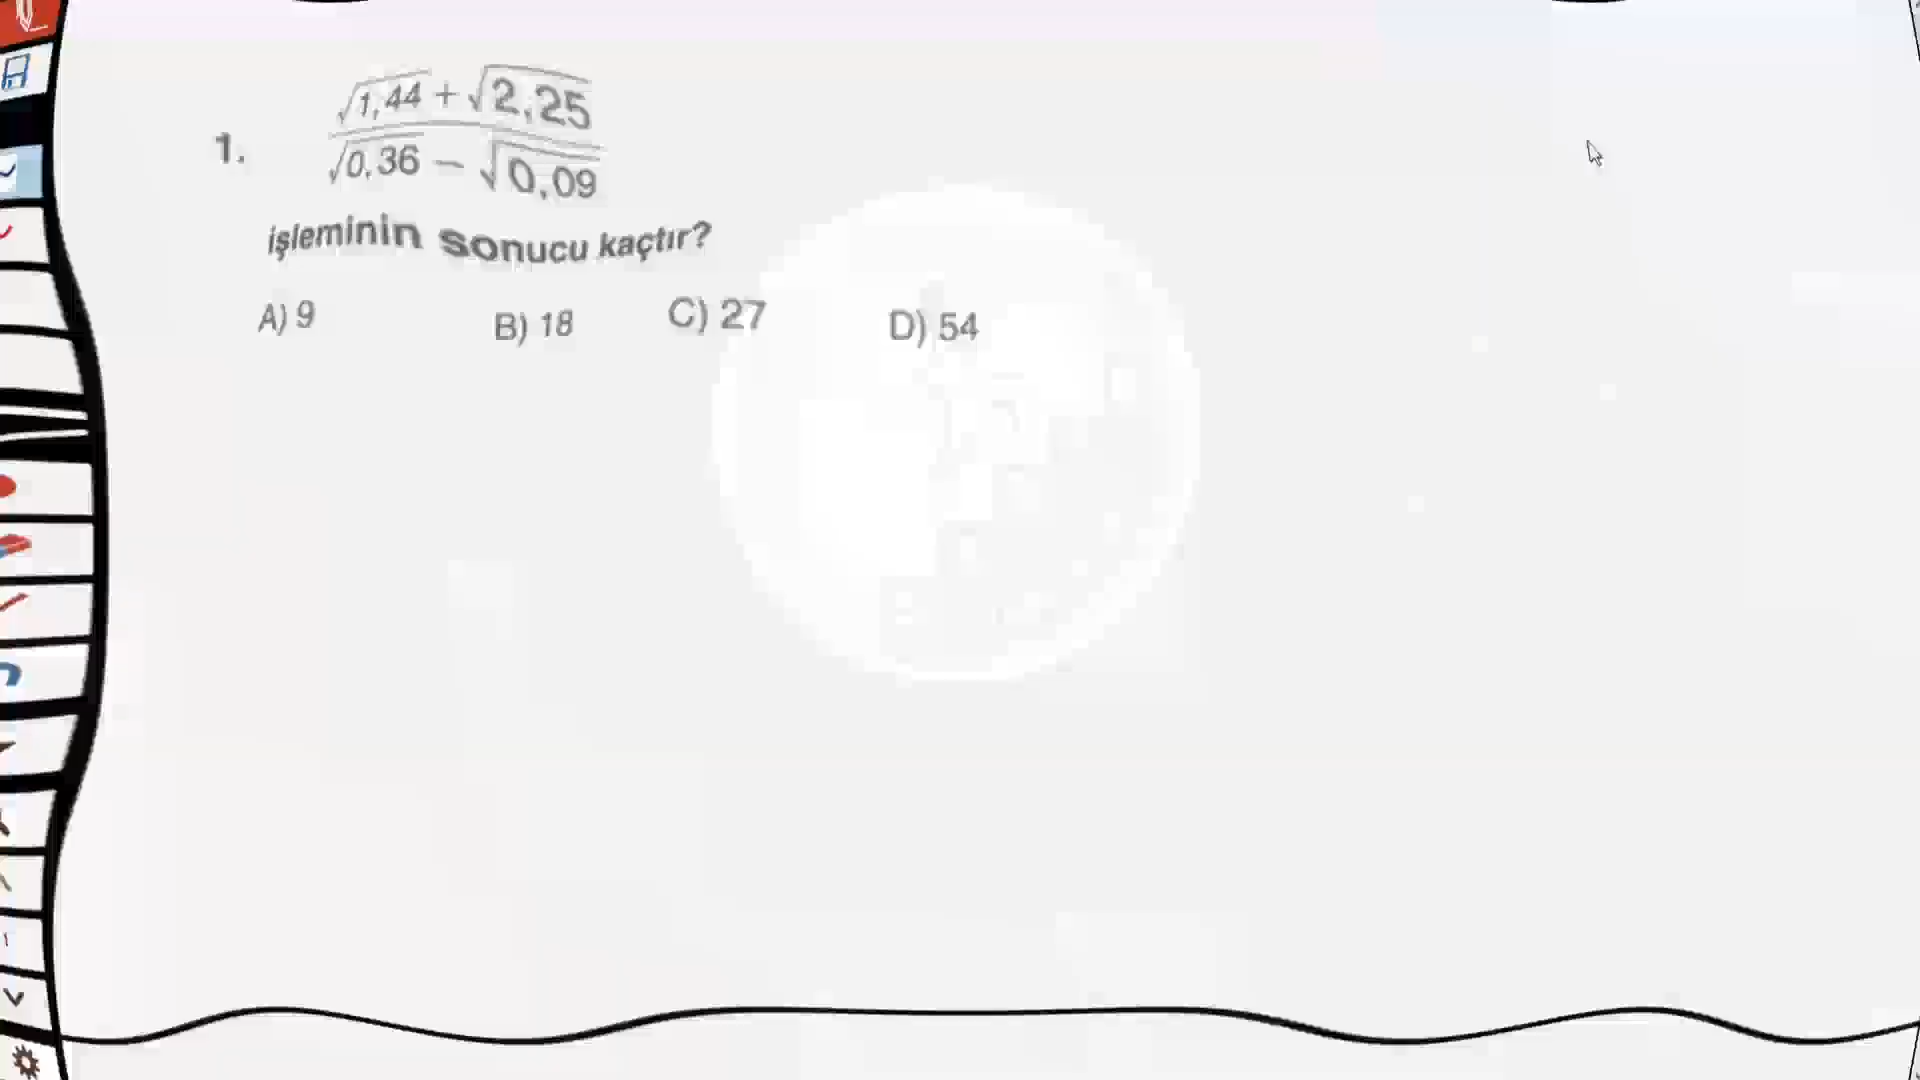 1. √1,44 + √2,25
√0,36 − √0,09
işleminin sonucu kaçtır?
A) 9 B) 18 C) 27 D) 54